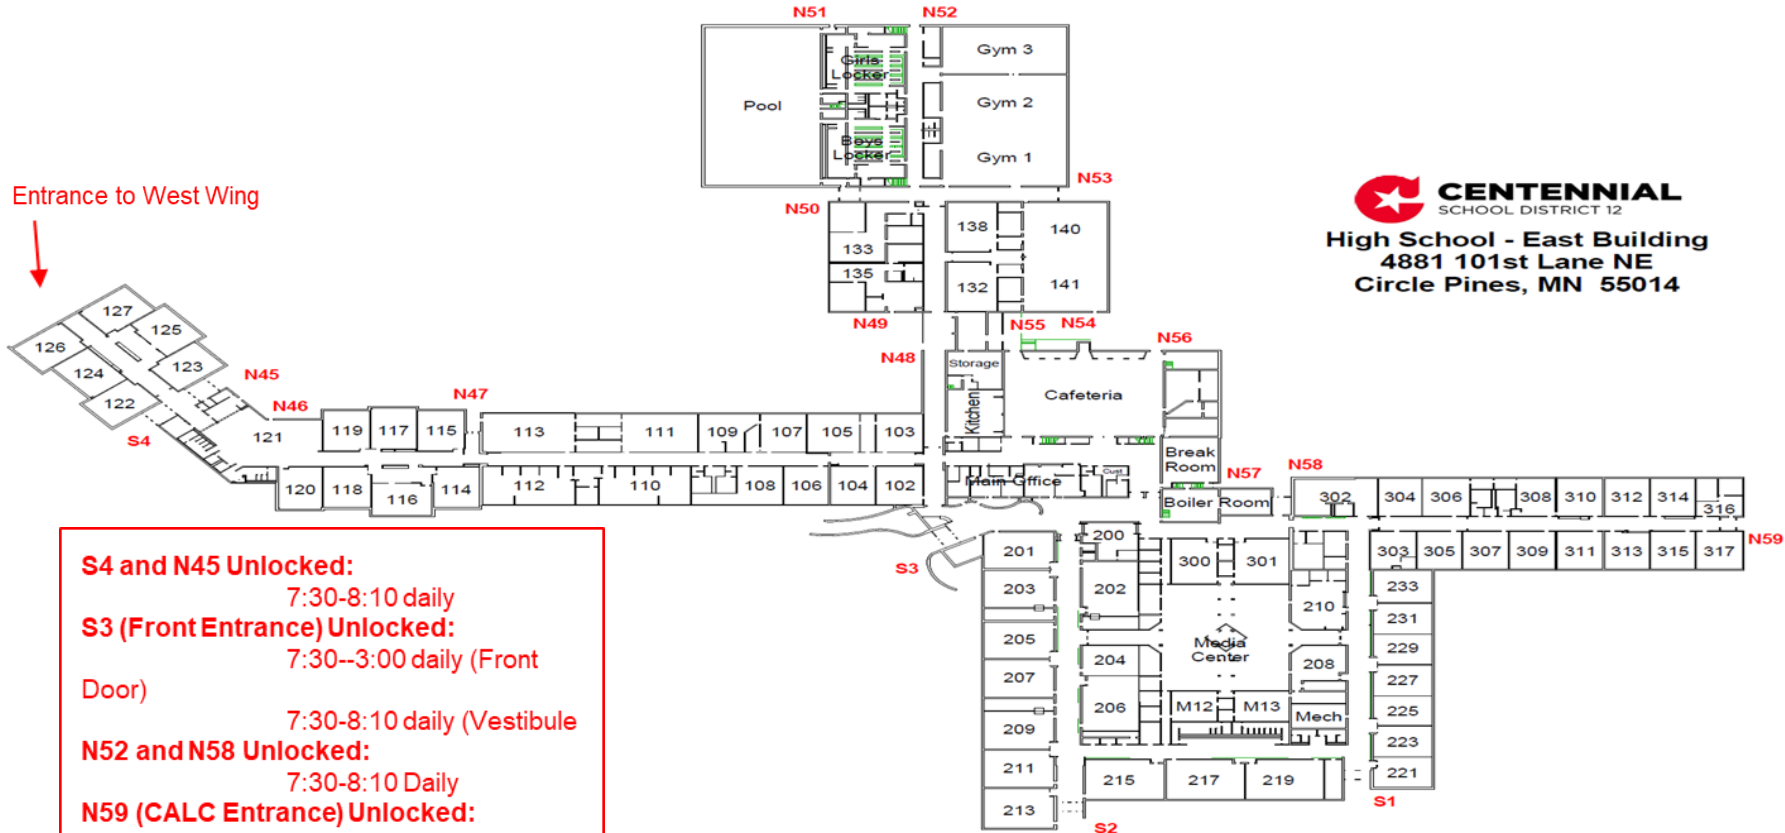 N51
N52
Gym 3
Girls
Locker
Pool
Gym 2
Boys
Locker
Gym 1
N53
Entrance to West Wing
CENTENNIAL
SCHOOL DISTRICT 12
High School - East Building
4881 101st Lane NE
Circle Pines, MN 55014
N50
138
140
133
135
132
141
N49
N55
N54
N56
N48
127
125
126
123
124
122
N45
N46
N47
S4
121
Storage
Kitchen
Cafeteria
119
117
115
113
111
109
107
105
103
Break
Room
N57
N58
120
118
116
114
112
110
108
106
104
102
Main Office
Cust
Boiler Room
302
304
306
308
310
312
314
316
N59
303
305
307
309
311
313
315
317
S3
201
200
300
301
203
202
210
233
231
205
204
Media
Center
208
229
207
206
M12
M13
Mech
227
225
209
223
211
215
217
219
221
213
S1
S2
S4 and N45 Unlocked:
7:30-8:10 daily
S3 (Front Entrance) Unlocked:
7:30--3:00 daily (Front
Door)
7:30-8:10 daily (Vestibule
N52 and N58 Unlocked:
7:30-8:10 Daily
N59 (CALC Entrance) Unlocked: